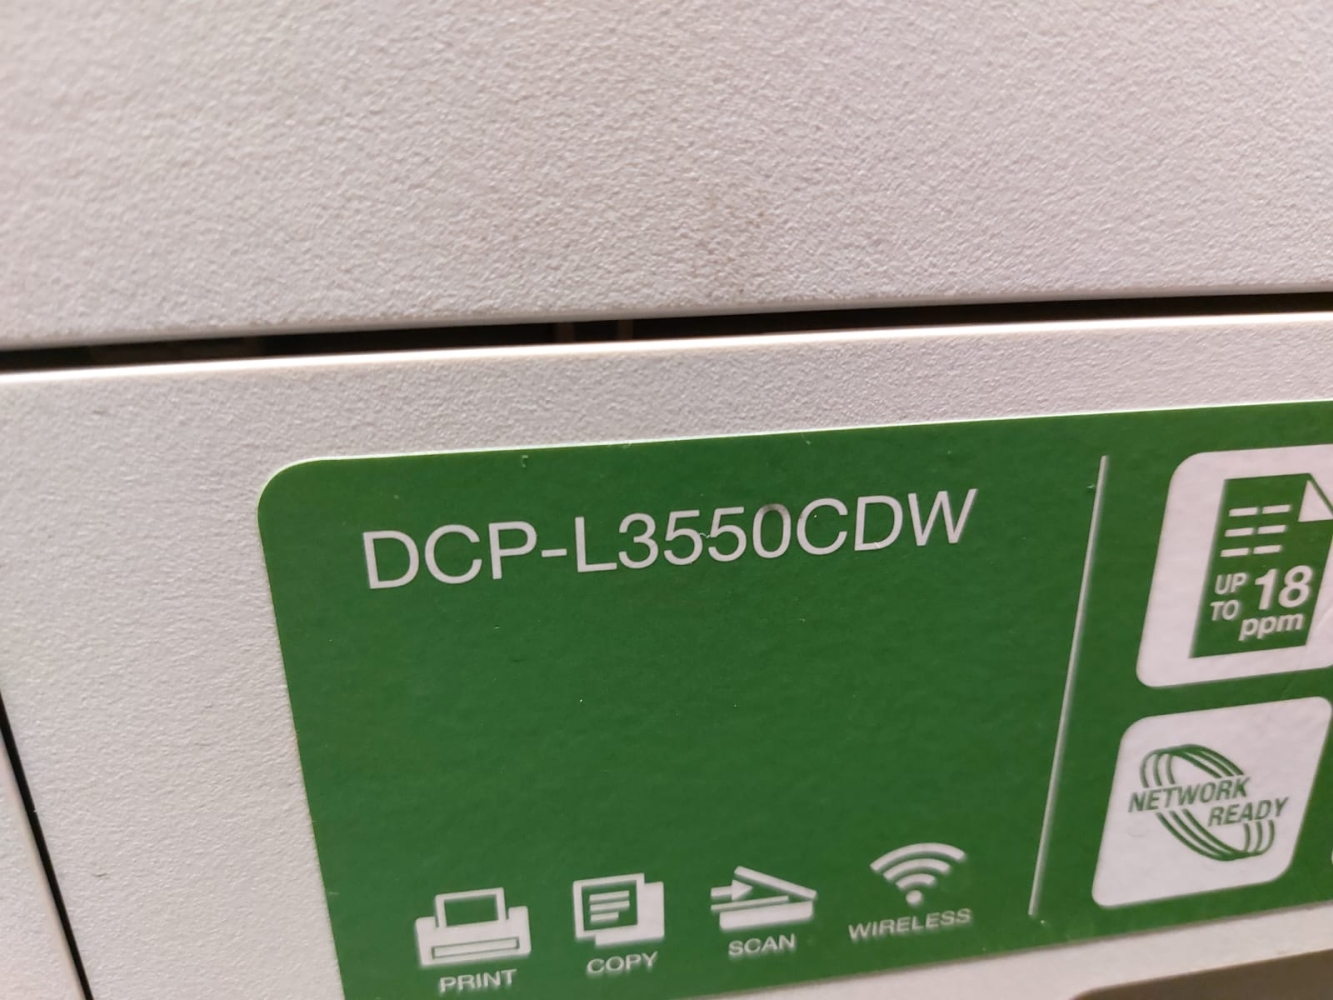 DCP-L3550CDW
UP
TO 18
ppm
NETWORK
READY
PRINT
COPY
SCAN
WIRELESS